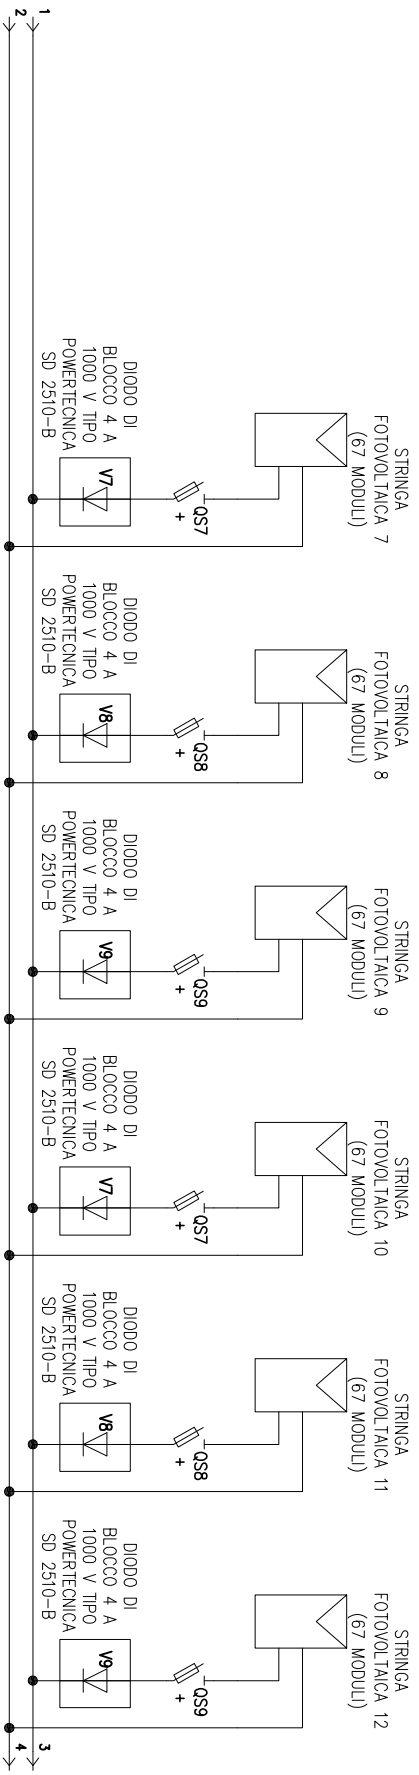 1
2
STRINGA
FOTOVOLTAICA 7
(67 MODULI)
QS7
+
V7
DIODO DI
BLOCCO 4 A
1000 V TIPO
POWERTECNICA
SD 2510-B
STRINGA
FOTOVOLTAICA 8
(67 MODULI)
QS8
+
V8
DIODO DI
BLOCCO 4 A
1000 V TIPO
POWERTECNICA
SD 2510-B
STRINGA
FOTOVOLTAICA 9
(67 MODULI)
QS9
+
V9
DIODO DI
BLOCCO 4 A
1000 V TIPO
POWERTECNICA
SD 2510-B
STRINGA
FOTOVOLTAICA 10
(67 MODULI)
QS7
+
V7
DIODO DI
BLOCCO 4 A
1000 V TIPO
POWERTECNICA
SD 2510-B
STRINGA
FOTOVOLTAICA 11
(67 MODULI)
QS8
+
V8
DIODO DI
BLOCCO 4 A
1000 V TIPO
POWERTECNICA
SD 2510-B
STRINGA
FOTOVOLTAICA 12
(67 MODULI)
QS9
+
V9
DIODO DI
BLOCCO 4 A
1000 V TIPO
POWERTECNICA
SD 2510-B
3
4